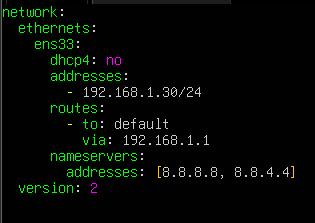 network:
  ethernets:
    ens33:
      dhcp4: no
      addresses:
        - 192.168.1.30/24
      routes:
        - to: default
          via: 192.168.1.1
      nameservers:
        addresses: [8.8.8.8, 8.8.4.4]
  version: 2